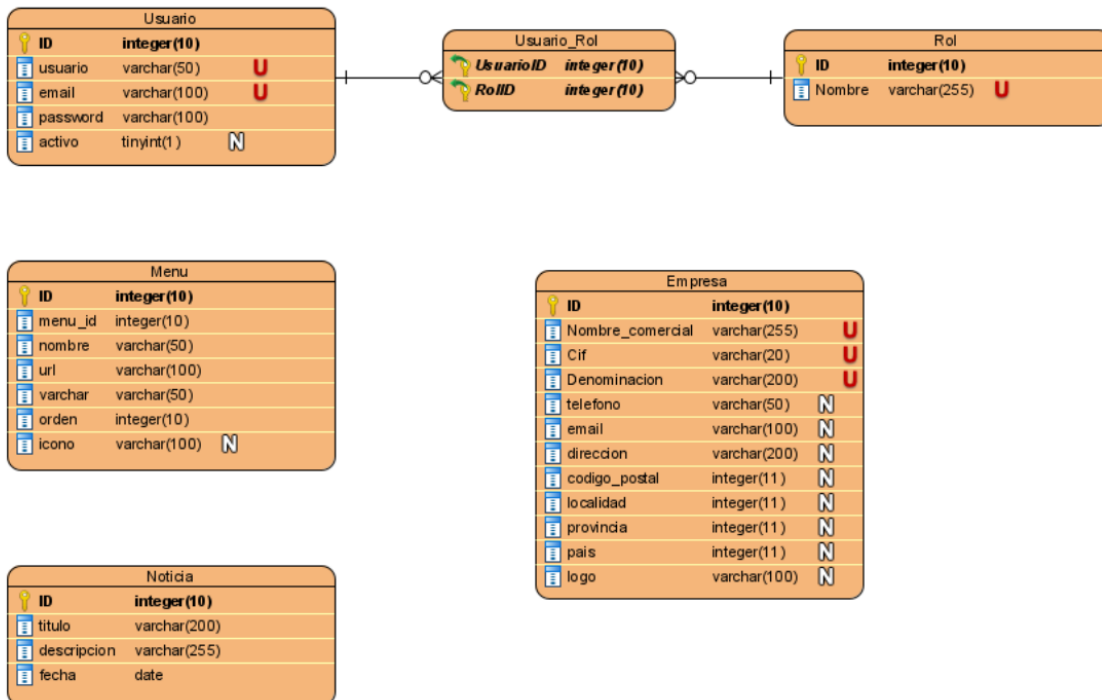 Usuario
ID integer(10)
usuario varchar(50) U
email varchar(100) U
password varchar(100)
activo tinyint(1) N
Usuario_Rol
UsuarioID integer(10)
RolID integer(10)
Rol
ID integer(10)
Nombre varchar(255) U
Menu
ID integer(10)
menu_id integer(10)
nombre varchar(50)
url varchar(100)
varchar varchar(50)
orden integer(10)
icono varchar(100) N
Empresa
ID integer(10)
Nombre_comercial varchar(255) U
Cif varchar(20) U
Denominacion varchar(200) U
telefono varchar(50) N
email varchar(100) N
direccion varchar(200) N
codigo_postal integer(11) N
localidad integer(11) N
provincia integer(11) N
pais integer(11) N
logo varchar(100) N
Noticia
ID integer(10)
titulo varchar(200)
descripcion varchar(255)
fecha date